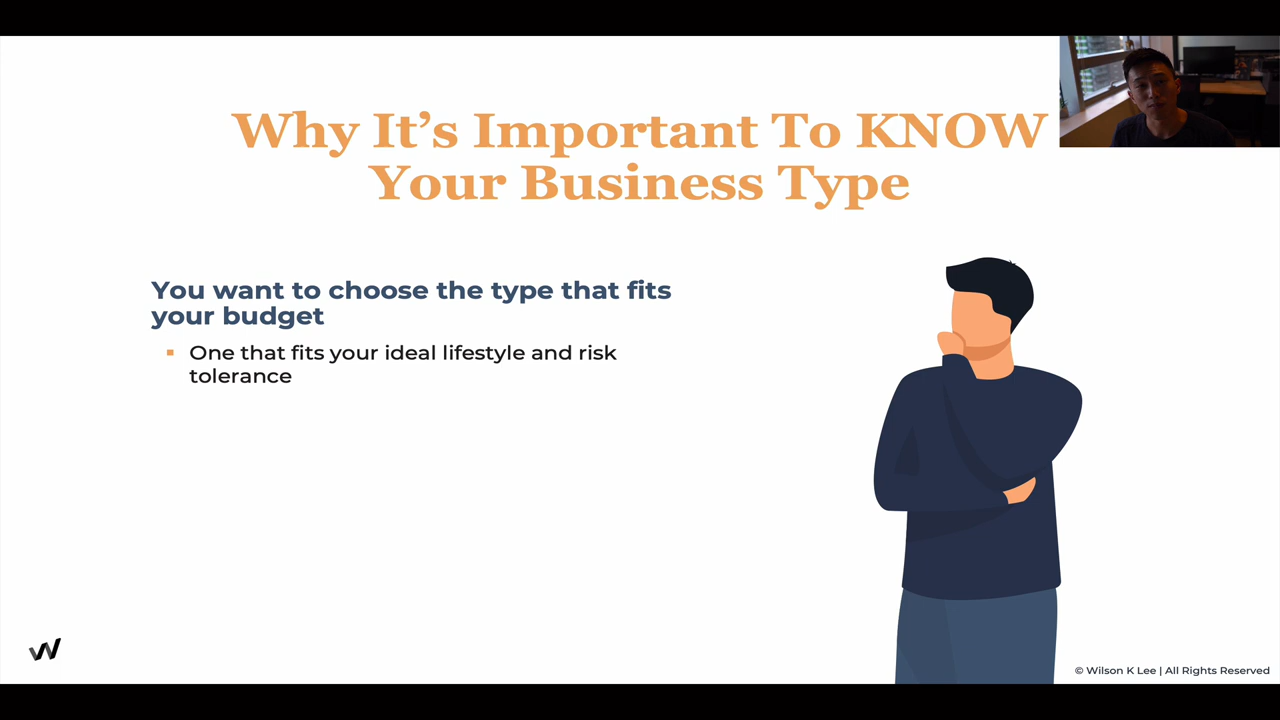 Why It's Important To KNOW
Your Business Type
You want to choose the type that fits
your budget
One that fits your ideal lifestyle and risk
tolerance
W
© Wilson K Lee | All Rights Reserved